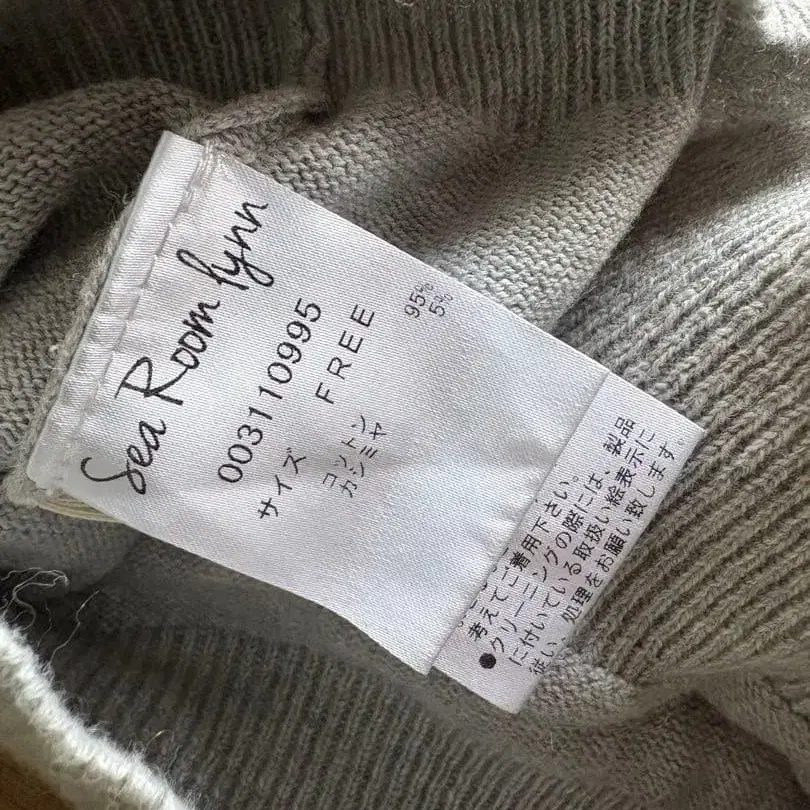 Sea Room lynn
003110995
サイズ FREE
コットン 95%
カシミヤ 5%
考えてご着用下さい。
●クリーニングの際には、製品
に付いている取扱い絵表示に
従い、処理をお願い致します。